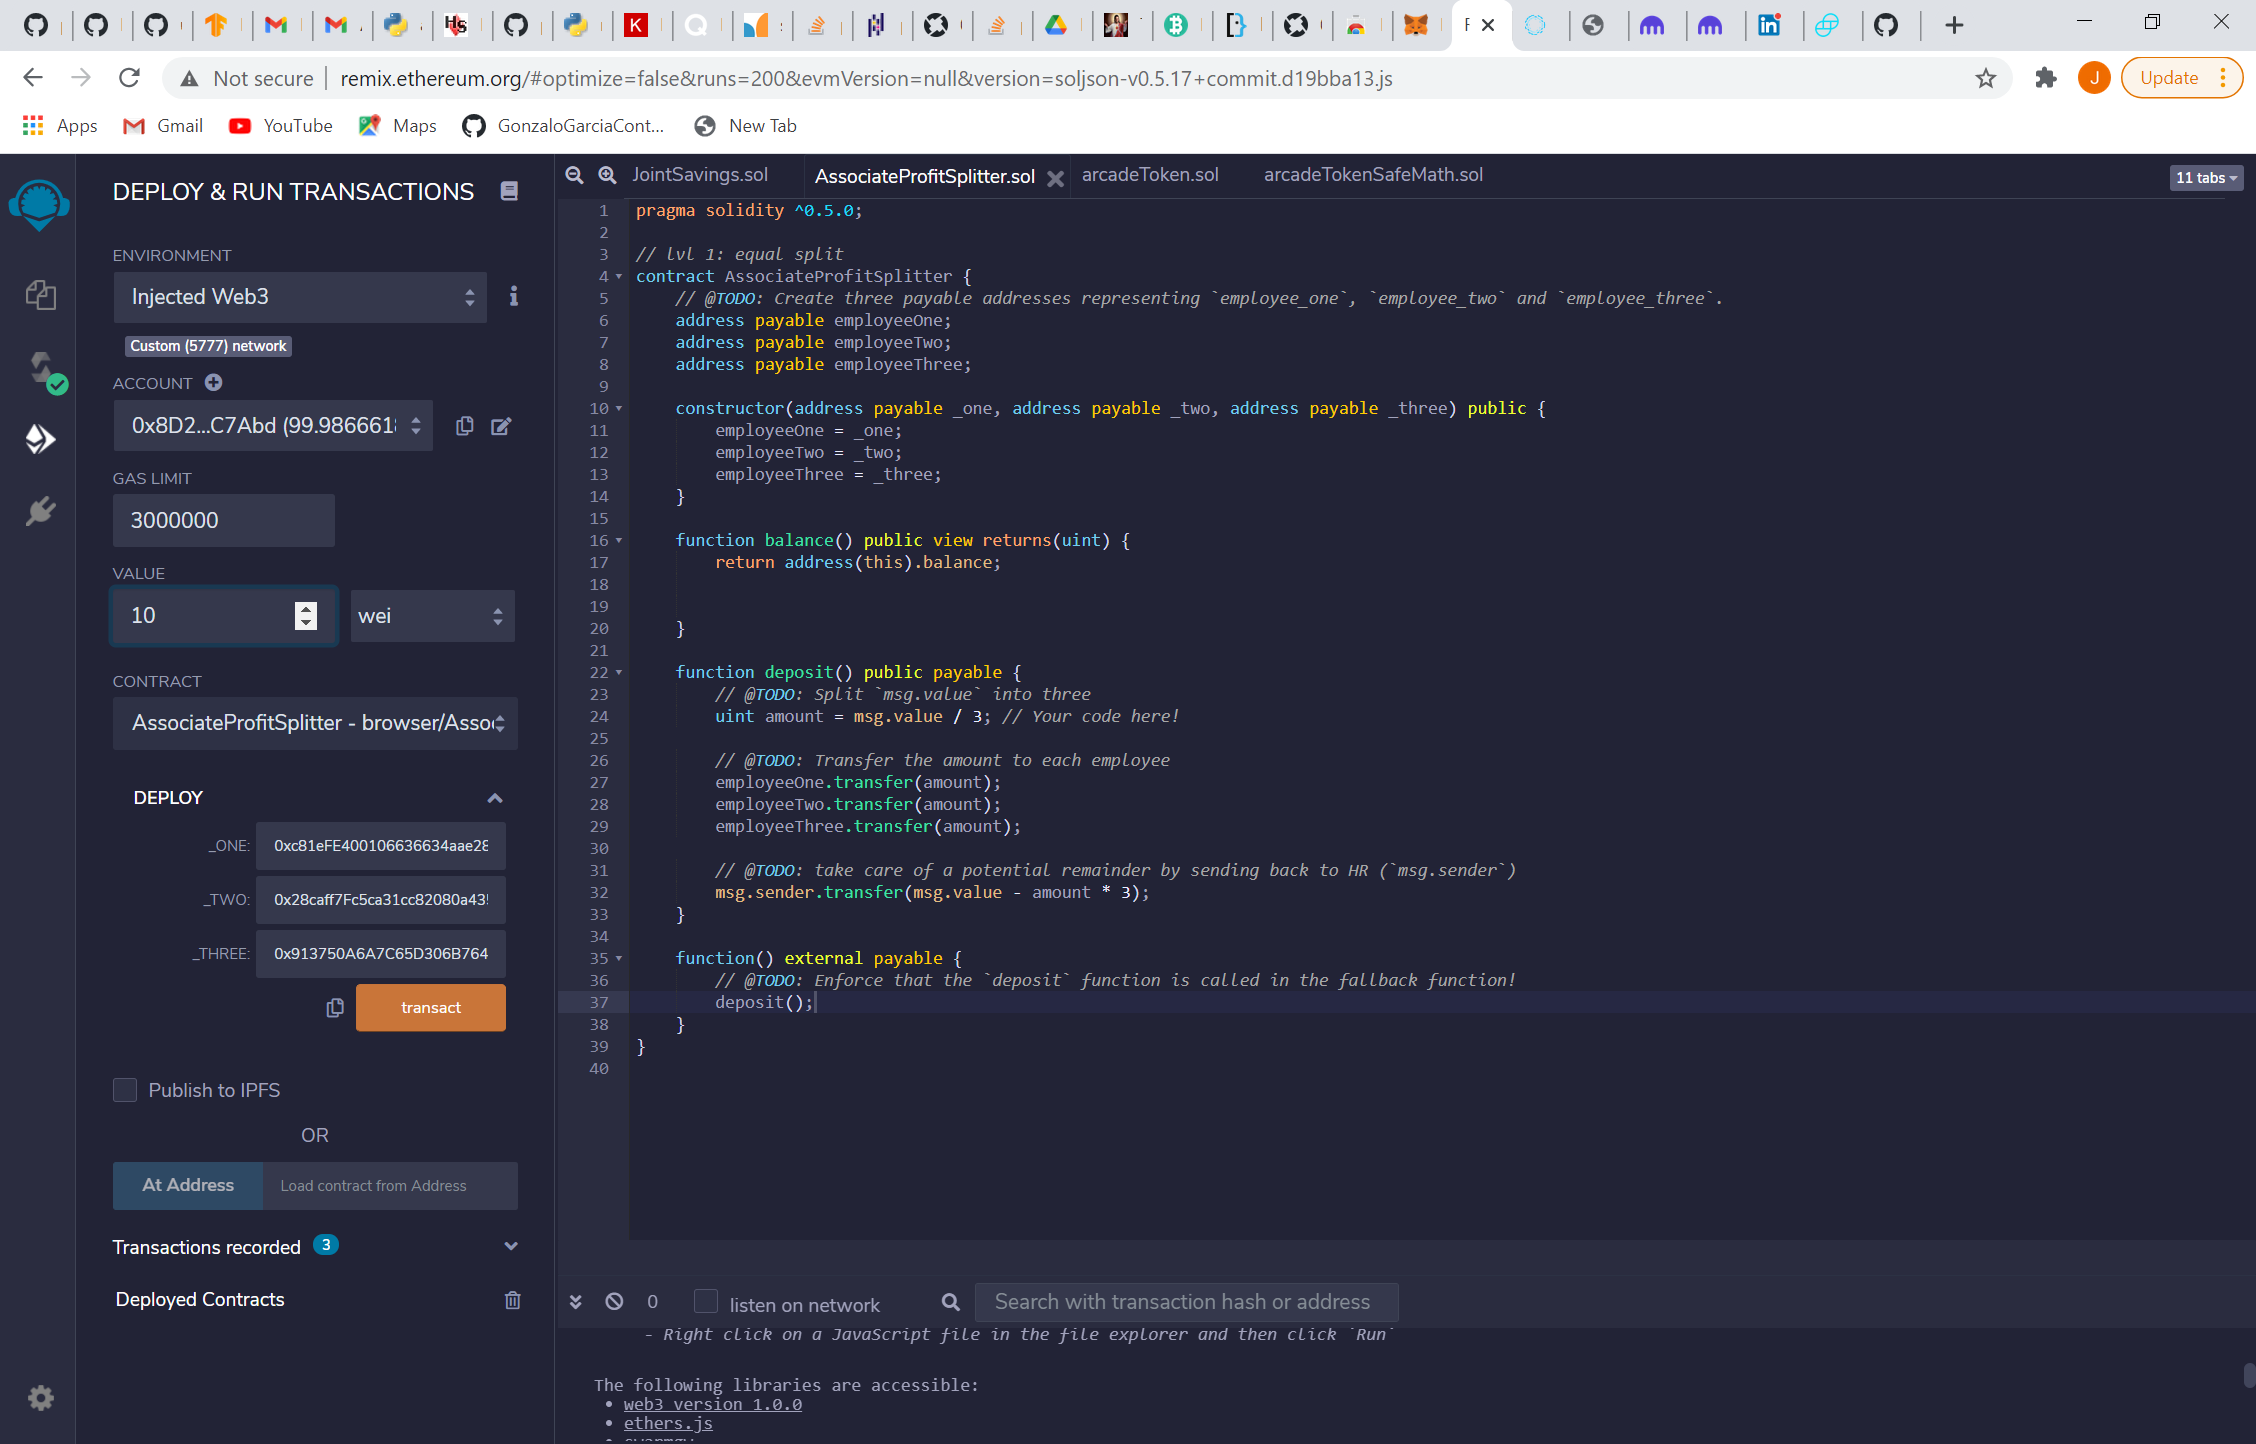 Not secure
remix.ethereum.org/#optimize=false&runs=200&evmVersion=null&version=soljson-v0.5.17+commit.d19bba13.js
J
Update
Apps
Gmail
YouTube
Maps
GonzaloGarciaCont...
New Tab
DEPLOY & RUN TRANSACTIONS
ENVIRONMENT
Injected Web3
Custom (5777) network
ACCOUNT
0x8D2...C7Abd (99.986661
GAS LIMIT
3000000
VALUE
10
wei
CONTRACT
AssociateProfitSplitter - browser/Asso
DEPLOY
_ONE: 0xc81eFE400106636634aae28
_TWO: 0x28caff7Fc5ca31cc82080a43
_THREE: 0x913750A6A7C65D306B764
transact
Publish to IPFS
OR
At Address
Load contract from Address
Transactions recorded 3
Deployed Contracts
JointSavings.sol
AssociateProfitSplitter.sol
arcadeToken.sol
arcadeTokenSafeMath.sol
11 tabs
1 pragma solidity ^0.5.0;
2
3 // lvl 1: equal split
4 contract AssociateProfitSplitter {
5 // @TODO: Create three payable addresses representing `employee_one`, `employee_two` and `employee_three`.
6 address payable employeeOne;
7 address payable employeeTwo;
8 address payable employeeThree;
9
10 constructor(address payable _one, address payable _two, address payable _three) public {
11 employeeOne = _one;
12 employeeTwo = _two;
13 employeeThree = _three;
14 }
15
16 function balance() public view returns(uint) {
17 return address(this).balance;
18
19
20 }
21
22 function deposit() public payable {
23 // @TODO: Split `msg.value` into three
24 uint amount = msg.value / 3; // Your code here!
25
26 // @TODO: Transfer the amount to each employee
27 employeeOne.transfer(amount);
28 employeeTwo.transfer(amount);
29 employeeThree.transfer(amount);
30
31 // @TODO: take care of a potential remainder by sending back to HR (`msg.sender`)
32 msg.sender.transfer(msg.value - amount * 3);
33 }
34
35 function() external payable {
36 // @TODO: Enforce that the `deposit` function is called in the fallback function!
37 deposit();
38 }
39 }
40
0
listen on network
Search with transaction hash or address
- Right click on a JavaScript file in the file explorer and then click `Run`
The following libraries are accessible:
• web3 version 1.0.0
• ethers.js